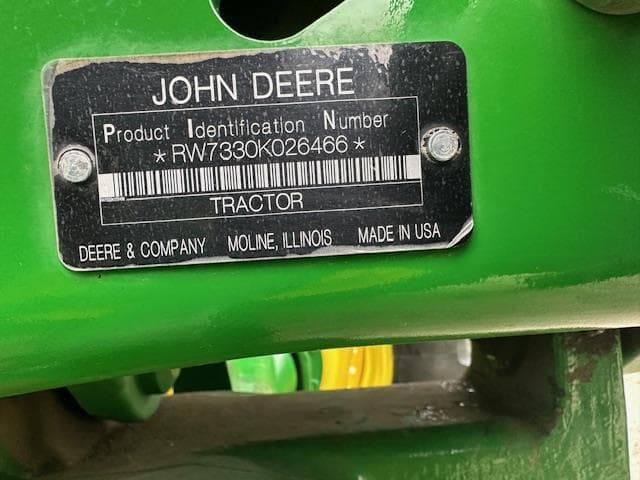 JOHN DEERE
Product Identification Number
*RW7330K026466*
TRACTOR
DEERE & COMPANY MOLINE, ILLINOIS MADE IN USA